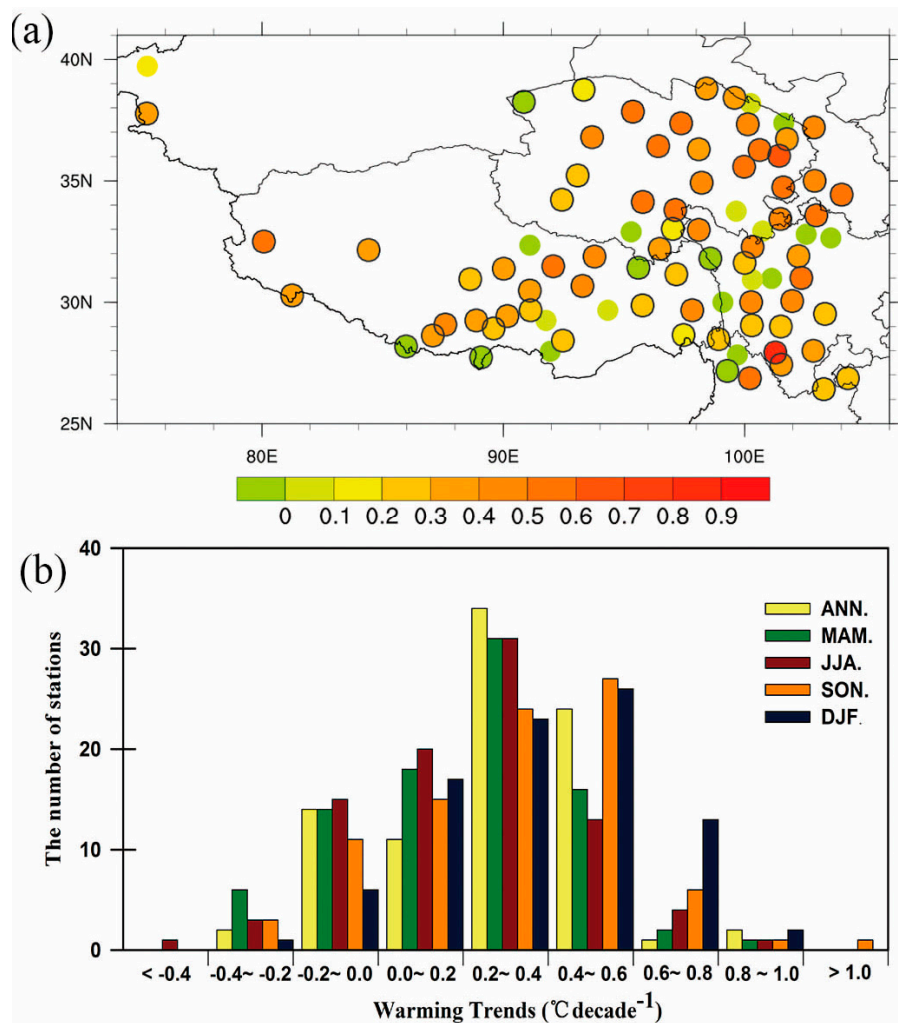 (a)
40N
35N
30N
25N
80E 90E 100E
0 0.1 0.2 0.3 0.4 0.5 0.6 0.7 0.8 0.9
(b)
40
30
20
10
0
The number of stations
ANN.
MAM.
JJA.
SON.
DJF.
< -0.4 -0.4~ -0.2 -0.2~ 0.0 0.0~ 0.2 0.2~ 0.4 0.4~ 0.6 0.6~ 0.8 0.8 ~ 1.0 > 1.0
Warming Trends (℃decade⁻¹)